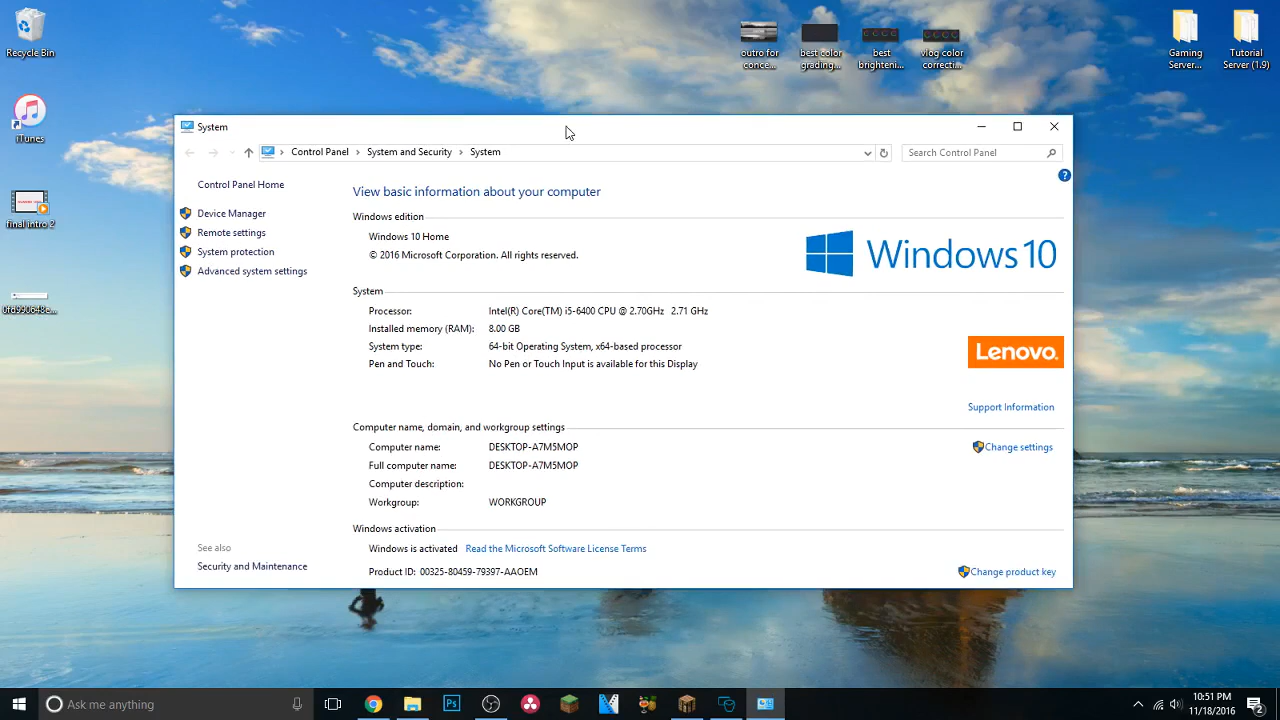 Recycle Bin
iTunes
final intro 2
outro for
conce...
best color
grading...
best
brighteni...
vlog color
correcti...
Gaming
Server...
Tutorial
Server (1.9)
System
Control Panel > System and Security > System
Search Control Panel
?
Control Panel Home
Device Manager
Remote settings
System protection
Advanced system settings
See also
Security and Maintenance
View basic information about your computer
Windows edition
Windows 10 Home
© 2016 Microsoft Corporation. All rights reserved.
Windows 10
System
Processor: Intel(R) Core(TM) i5-6400 CPU @ 2.70GHz 2.71 GHz
Installed memory (RAM): 8.00 GB
System type: 64-bit Operating System, x64-based processor
Pen and Touch: No Pen or Touch Input is available for this Display
Lenovo.
Support Information
Computer name, domain, and workgroup settings
Computer name: DESKTOP-A7M5MOP
Change settings
Full computer name: DESKTOP-A7M5MOP
Computer description:
Workgroup: WORKGROUP
Windows activation
Windows is activated Read the Microsoft Software License Terms
Product ID: 00325-80459-79397-AAOEM
Change product key
Ask me anything
Ps
10:51 PM
11/18/2016
2